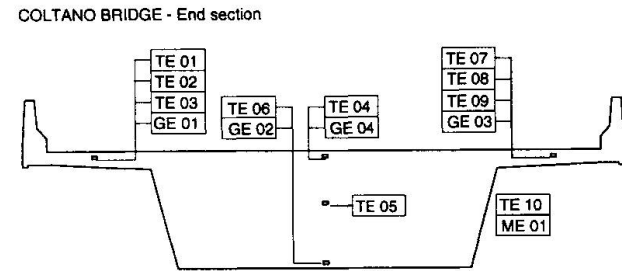 COLTANO BRIDGE - End section
TE 01
TE 02
TE 03
GE 01
TE 06
GE 02
TE 04
GE 04
TE 07
TE 08
TE 09
GE 03
TE 05
TE 10
ME 01